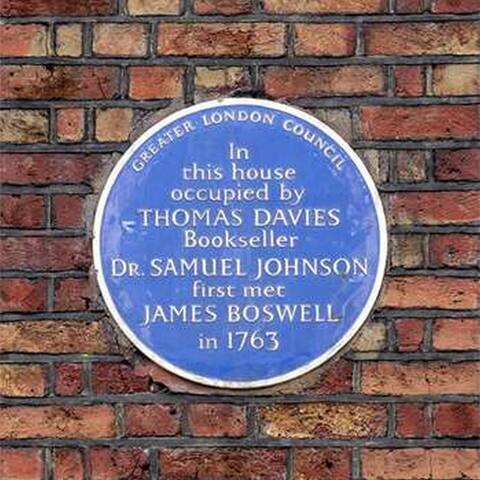 GREATER LONDON COUNCIL
In
this house
occupied by
THOMAS DAVIES
Bookseller
DR. SAMUEL JOHNSON
first met
JAMES BOSWELL
in 1763